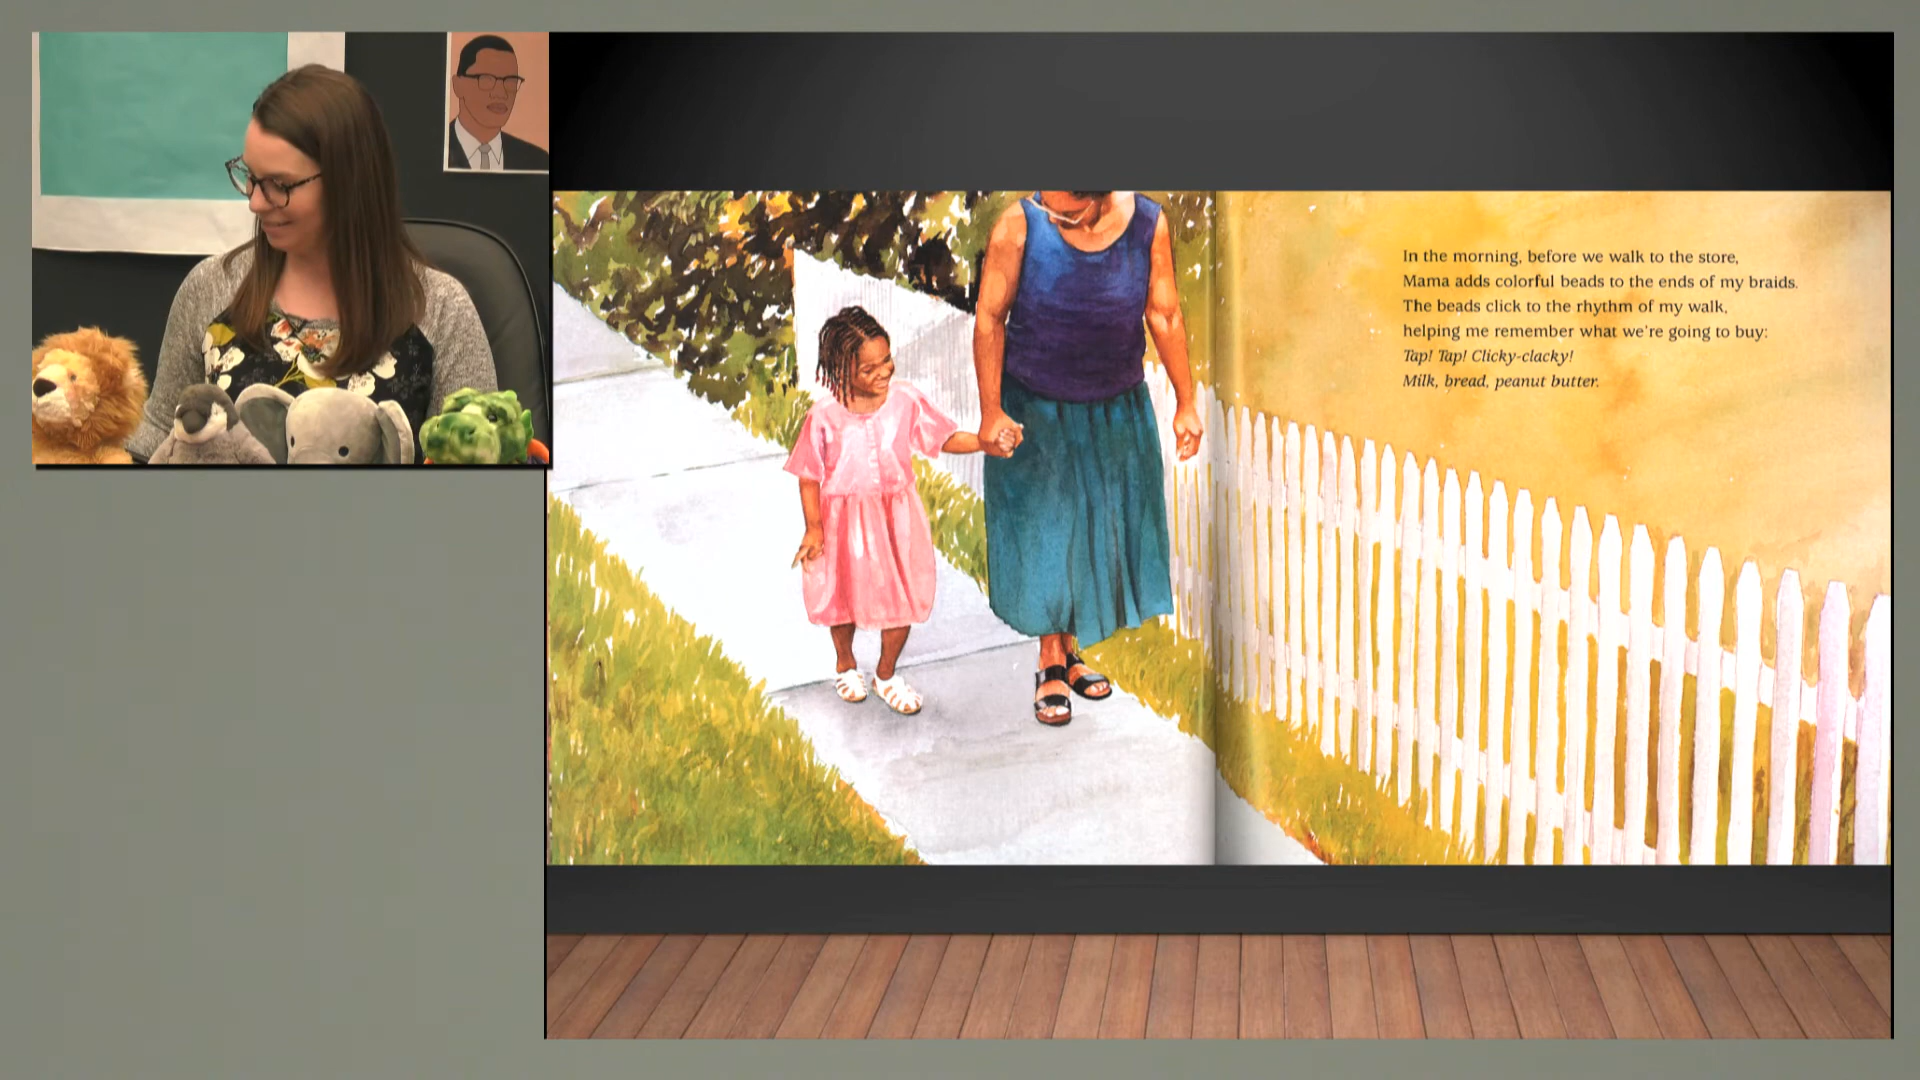 In the morning, before we walk to the store,
Mama adds colorful beads to the ends of my braids.
The beads click to the rhythm of my walk,
helping me remember what we're going to buy:
Tap! Tap! Clicky-clacky!
Milk, bread, peanut butter.